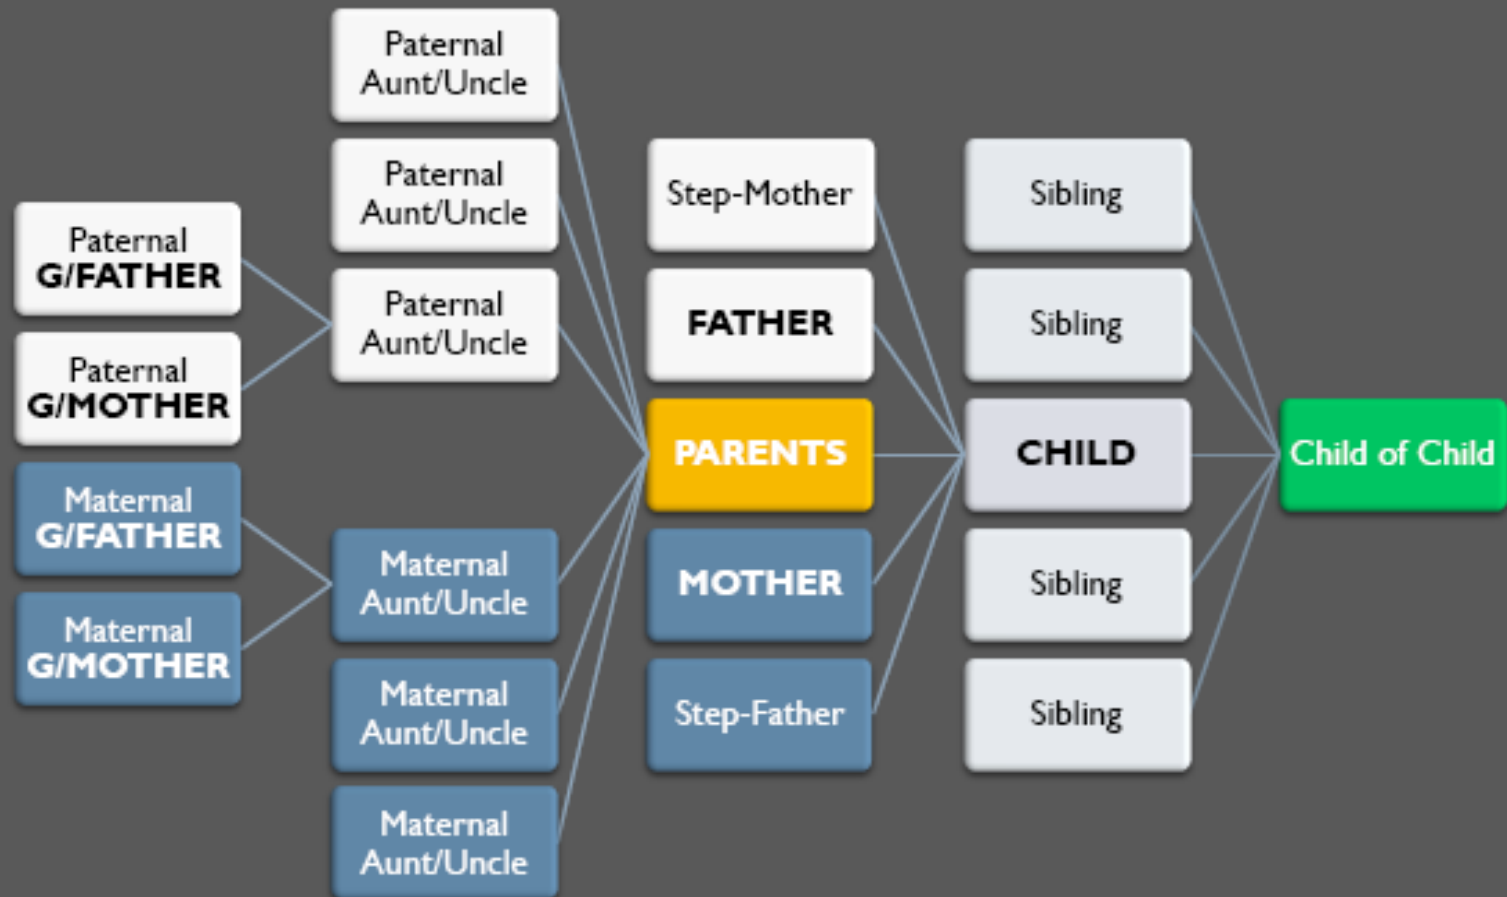 Paternal
G/FATHER
Paternal
G/MOTHER
Maternal
G/FATHER
Maternal
G/MOTHER
Paternal
Aunt/Uncle
Paternal
Aunt/Uncle
Paternal
Aunt/Uncle
Maternal
Aunt/Uncle
Maternal
Aunt/Uncle
Maternal
Aunt/Uncle
Step-Mother
FATHER
PARENTS
MOTHER
Step-Father
Sibling
Sibling
CHILD
Sibling
Sibling
Child of Child